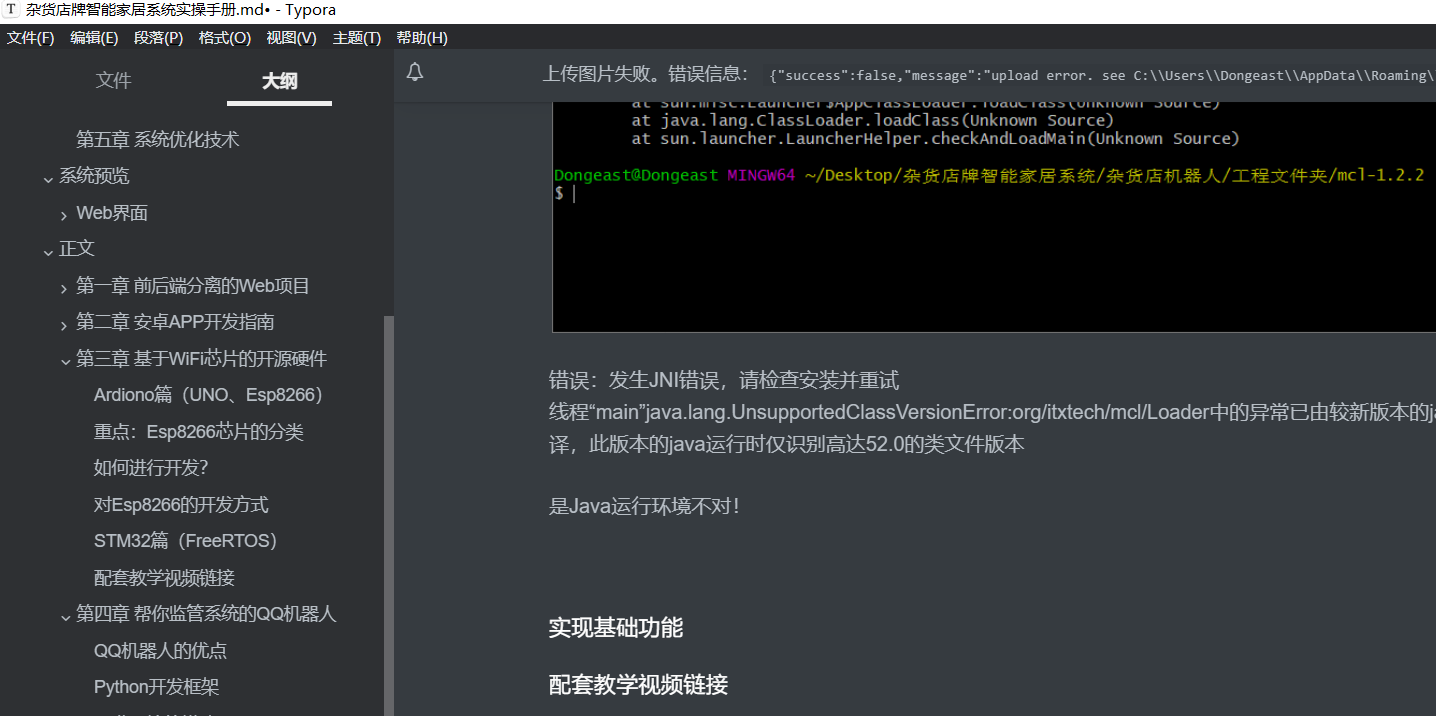 T 杂货店牌智能家居系统实操手册.md• - Typora
文件(F) 编辑(E) 段落(P) 格式(O) 视图(V) 主题(T) 帮助(H)
文件 大纲
第五章 系统优化技术
系统预览
Web界面
正文
第一章 前后端分离的Web项目
第二章 安卓APP开发指南
第三章 基于WiFi芯片的开源硬件
Ardiono篇（UNO、Esp8266）
重点：Esp8266芯片的分类
如何进行开发？
对Esp8266的开发方式
STM32篇（FreeRTOS）
配套教学视频链接
第四章 帮你监管系统的QQ机器人
QQ机器人的优点
Python开发框架
上传图片失败。错误信息： {"success":false,"message":"upload error. see C:\\Users\\Dongeast\\AppData\\Roaming\
at sun.misc.Launcher$AppClassLoader.loadClass(Unknown Source)
at java.lang.ClassLoader.loadClass(Unknown Source)
at sun.launcher.LauncherHelper.checkAndLoadMain(Unknown Source)
Dongeast@Dongeast MINGW64 ~/Desktop/杂货店牌智能家居系统/杂货店机器人/工程文件夹/mcl-1.2.2
$
错误：发生JNI错误，请检查安装并重试
线程“main”java.lang.UnsupportedClassVersionError:org/itxtech/mcl/Loader中的异常已由较新版本的
译，此版本的java运行时仅识别高达52.0的类文件版本
是Java运行环境不对！
实现基础功能
配套教学视频链接